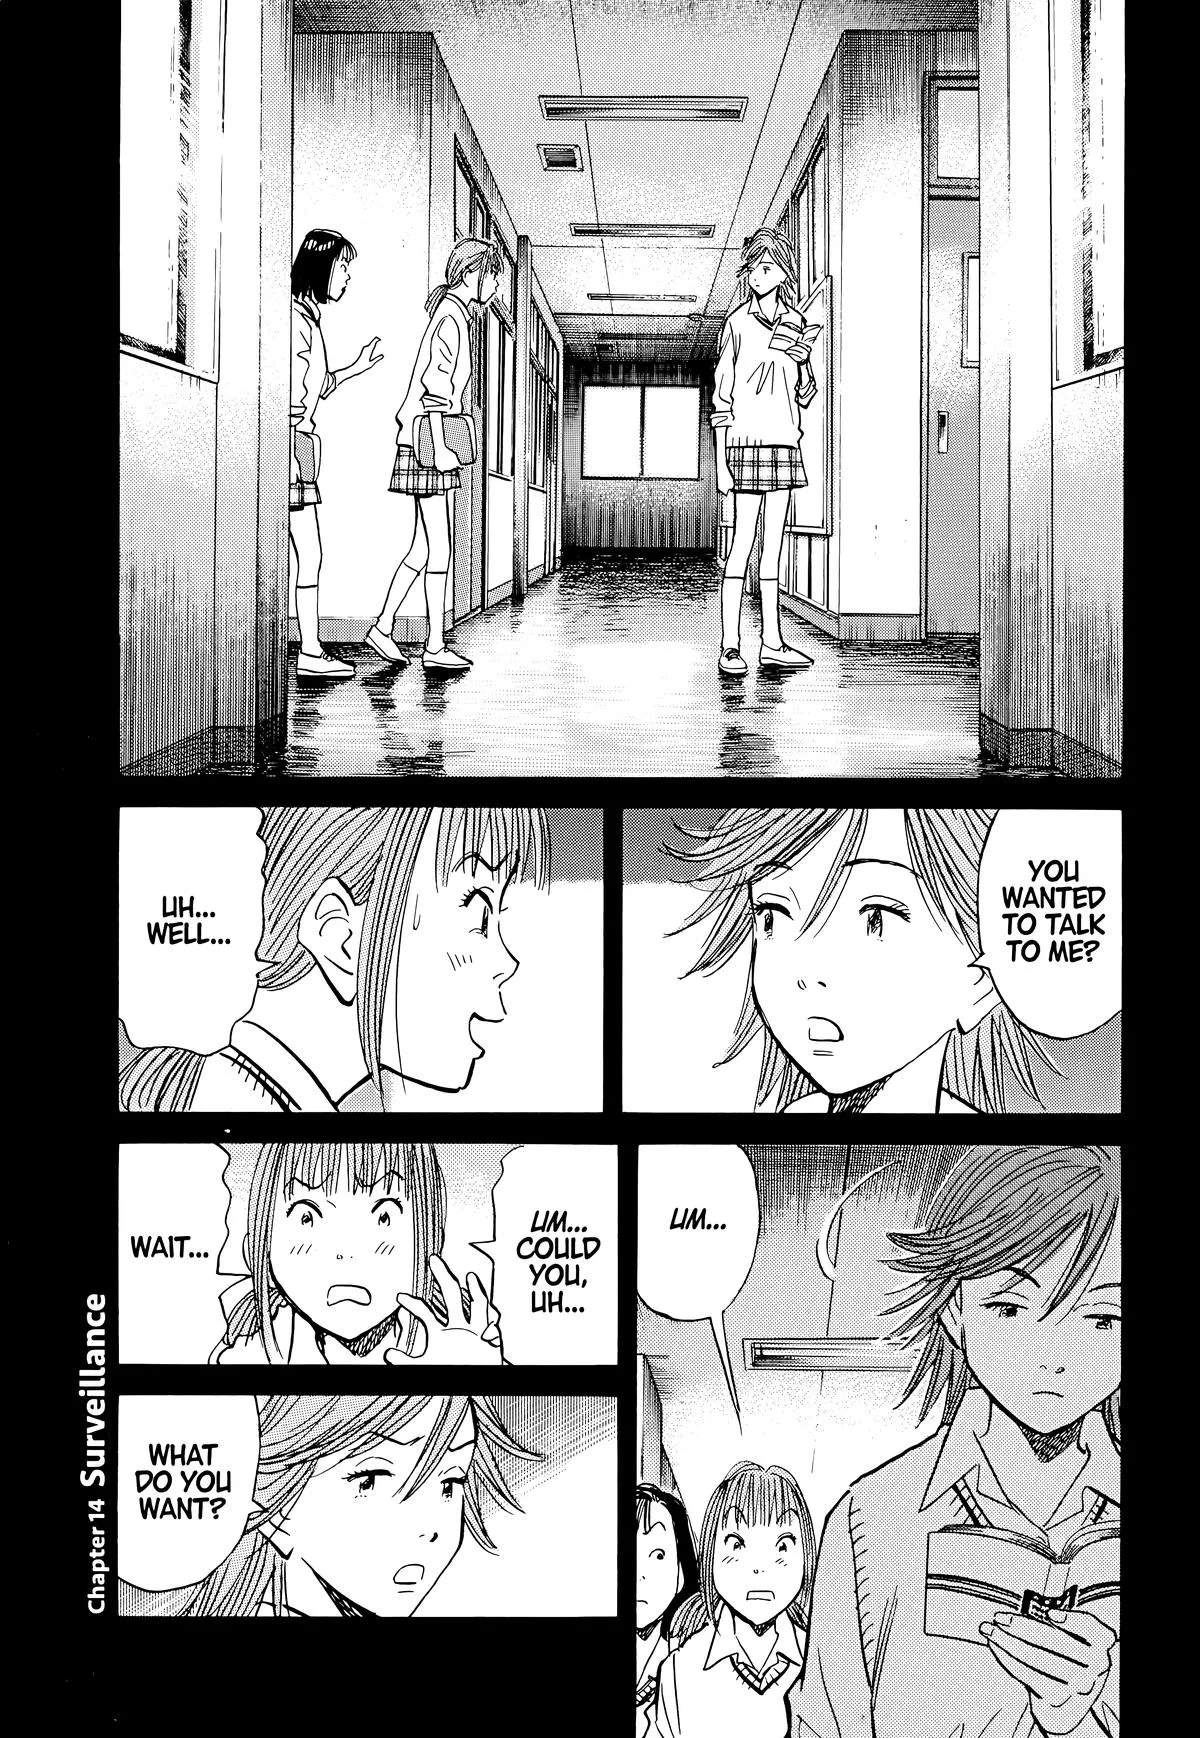 YOU
WANTED
TO TALK
TO ME?
UH...
WELL...
UM...
UM...
COULD
YOU,
UH...
WAIT...
WHAT
DO YOU
WANT?
Chapter 14 Surveillance